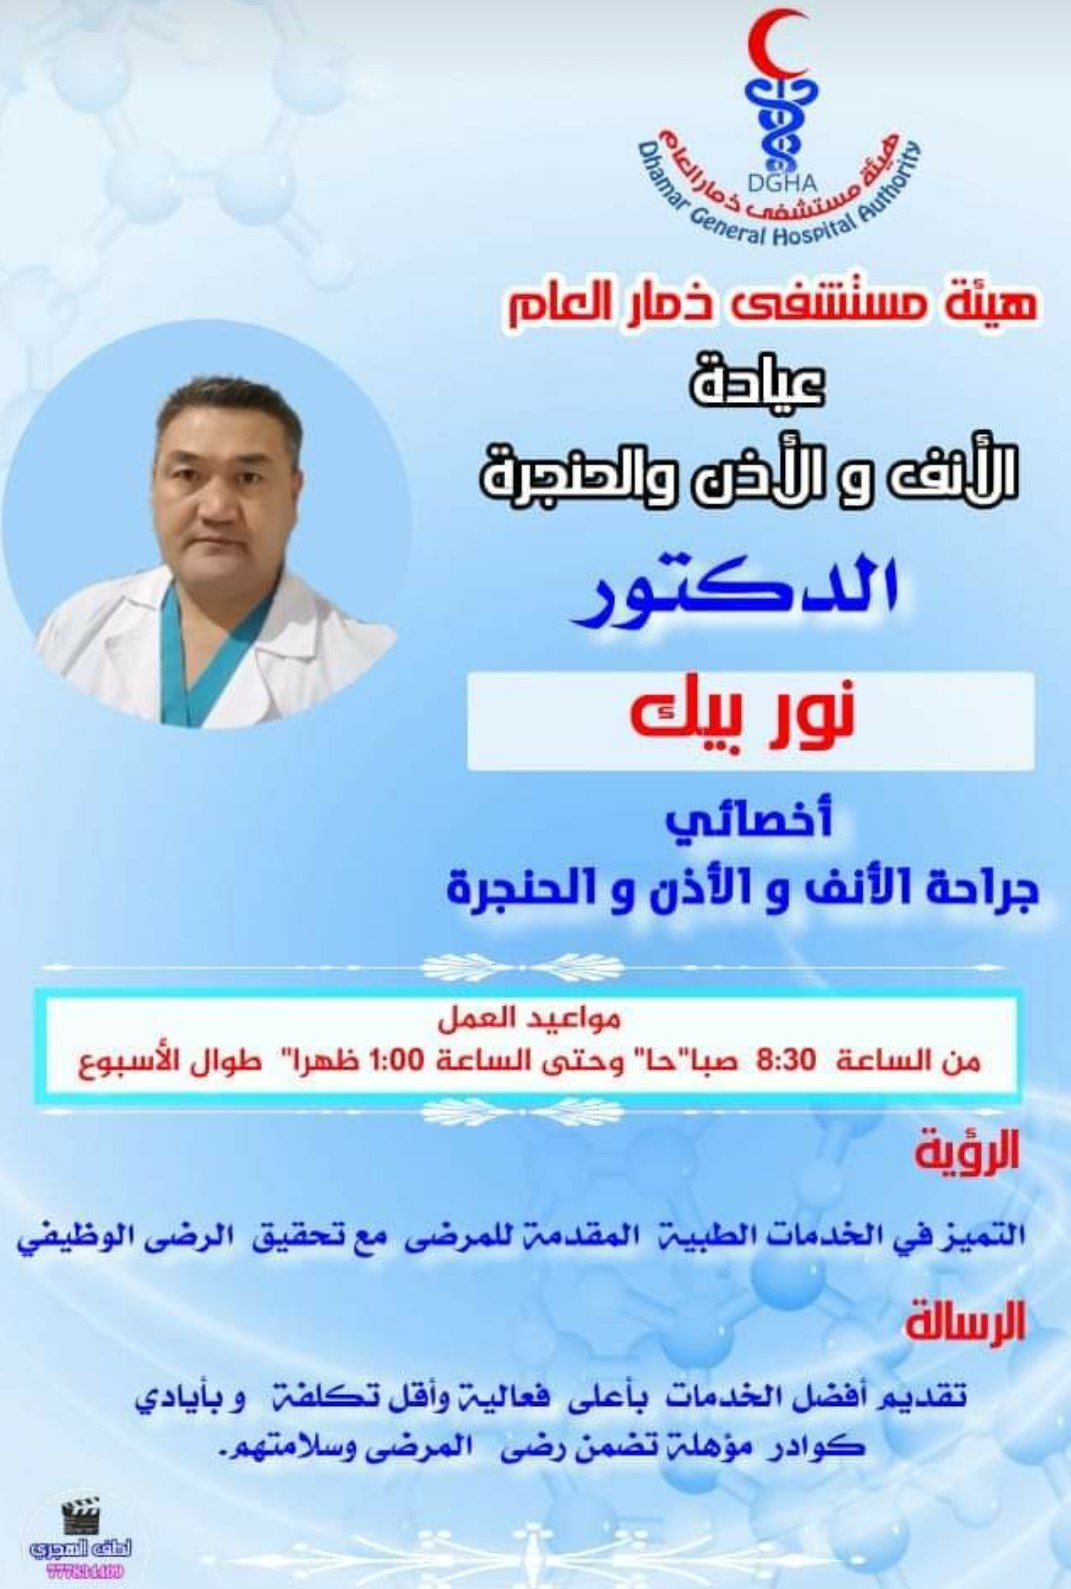 DGHA
هيئة مستشفى ذمار العام
Dhamar General Hospital Authority
هيئة مستشفى ذمار العام
عيادة
الأنف و الأذن والحنجرة
الدكتور
نور بيك
أخصائي
جراحة الأنف و الأذن و الحنجرة
مواعيد العمل
من الساعة 8:30 صبا"حا" وحتى الساعة 1:00 ظهرا" طوال الأسبوع
الرؤية
التميز في الخدمات الطبية المقدمة للمرضى مع تحقيق الرضى الوظيفي
الرسالة
تقديم أفضل الخدمات بأعلى فعالية وأقل تكلفة و بأيادي
كوادر مؤهلة تضمن رضى المرضى وسلامتهم.
لطف الهجري